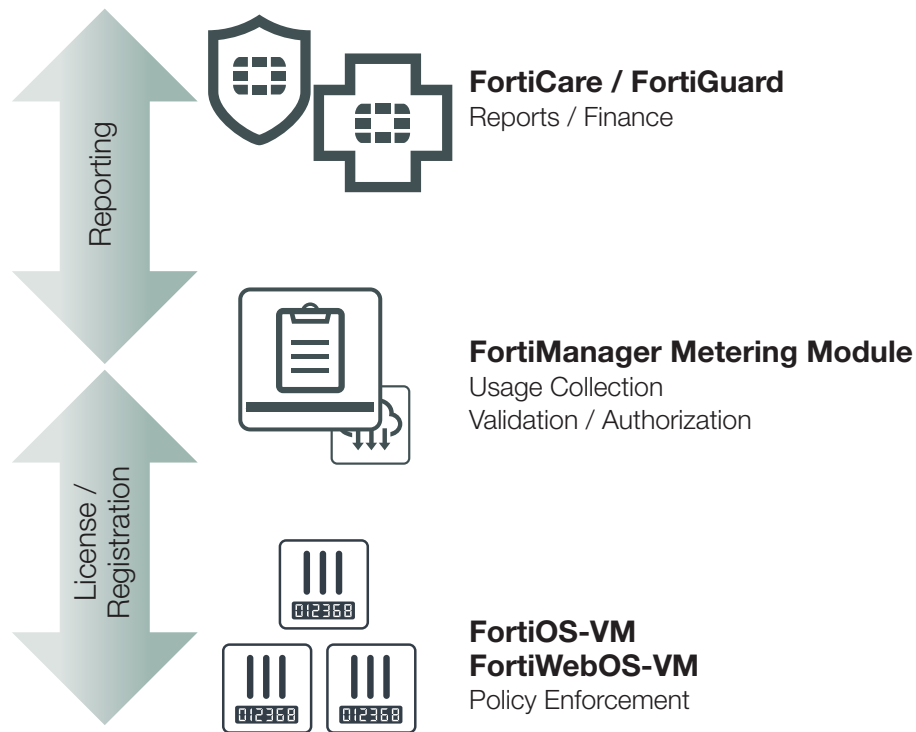 Reporting
FortiCare / FortiGuard
Reports / Finance
FortiManager Metering Module
Usage Collection
Validation / Authorization
License /
Registration
012368
012368
012368
FortiOS-VM
FortiWebOS-VM
Policy Enforcement